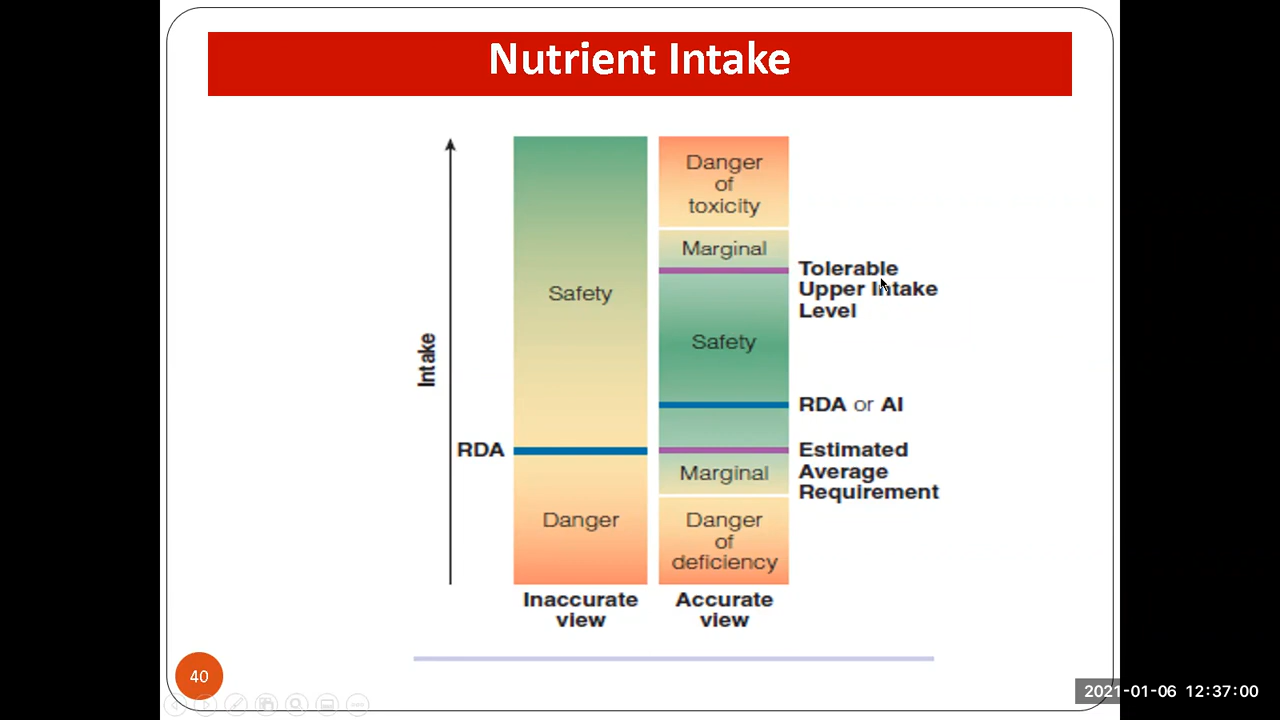 Nutrient Intake
Danger
of
toxicity
Marginal
Safety
Tolerable
Upper Intake
Level
Safety
Intake
RDA or AI
RDA
Estimated
Average
Requirement
Marginal
Danger
Danger
of
deficiency
Inaccurate
view
Accurate
view
40
2021-01-06 12:37:00